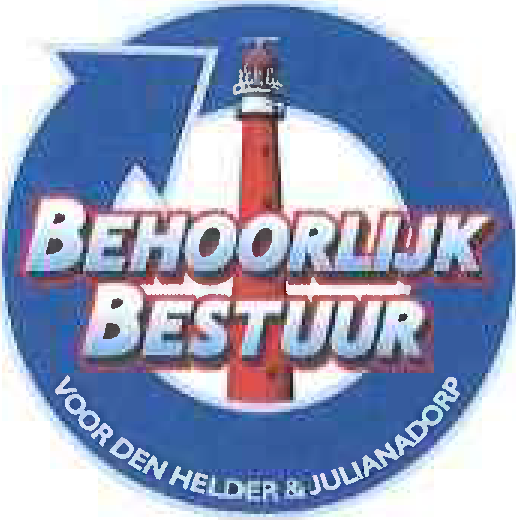 BEHOORLIJK
BESTUUR
VOOR DEN HELDER & JULIANADORP